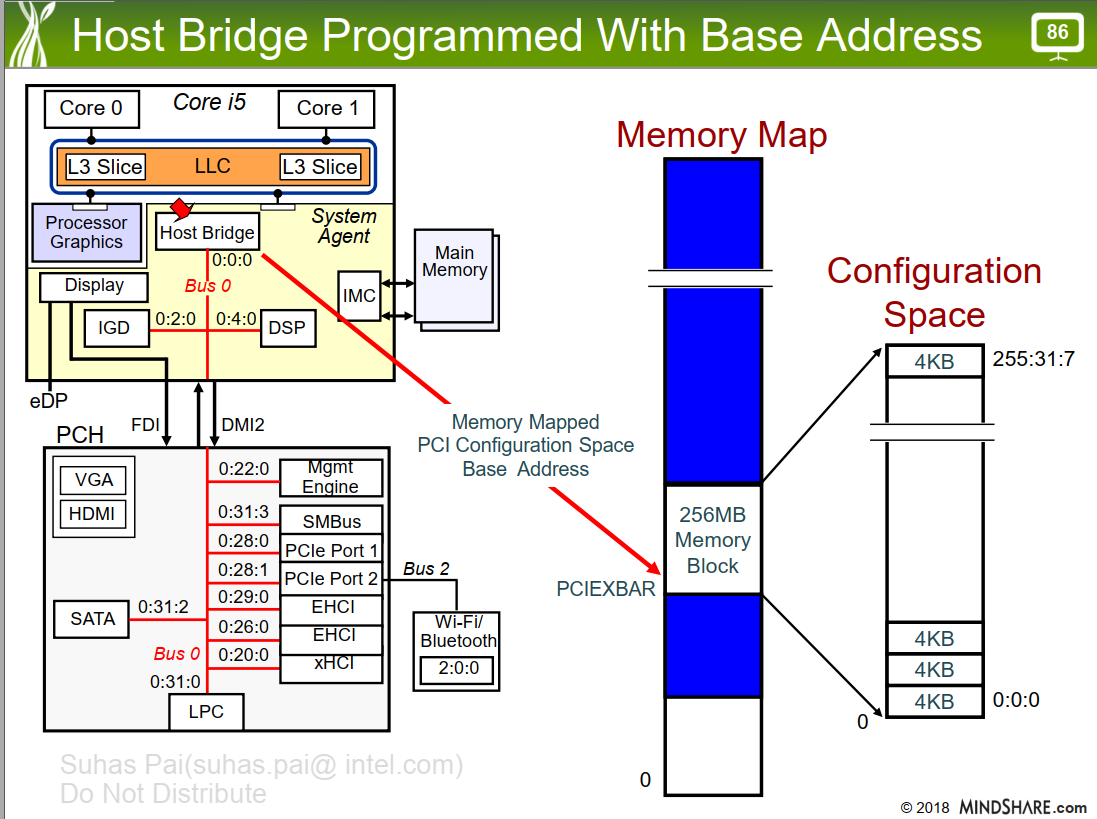 Host Bridge Programmed With Base Address
86
Core i5
Core 0
Core 1
L3 Slice
LLC
L3 Slice
Processor
Graphics
Host Bridge
System
Agent
0:0:0
Bus 0
Display
IMC
Main
Memory
IGD
0:2:0
0:4:0
DSP
eDP
FDI
DMI2
PCH
VGA
HDMI
0:22:0
Mgmt
Engine
0:31:3
SMBus
0:28:0
PCIe Port 1
0:28:1
PCIe Port 2
Bus 2
0:29:0
EHCI
0:26:0
EHCI
0:20:0
xHCI
SATA
0:31:2
Bus 0
0:31:0
LPC
Wi-Fi/
Bluetooth
2:0:0
Memory Mapped
PCI Configuration Space
Base Address
Memory Map
256MB
Memory
Block
PCIEXBAR
0
Configuration
Space
4KB
255:31:7
4KB
4KB
4KB
0:0:0
0
Suhas Pai(suhas.pai@ intel.com)
Do Not Distribute
© 2018 MINDSHARE.com